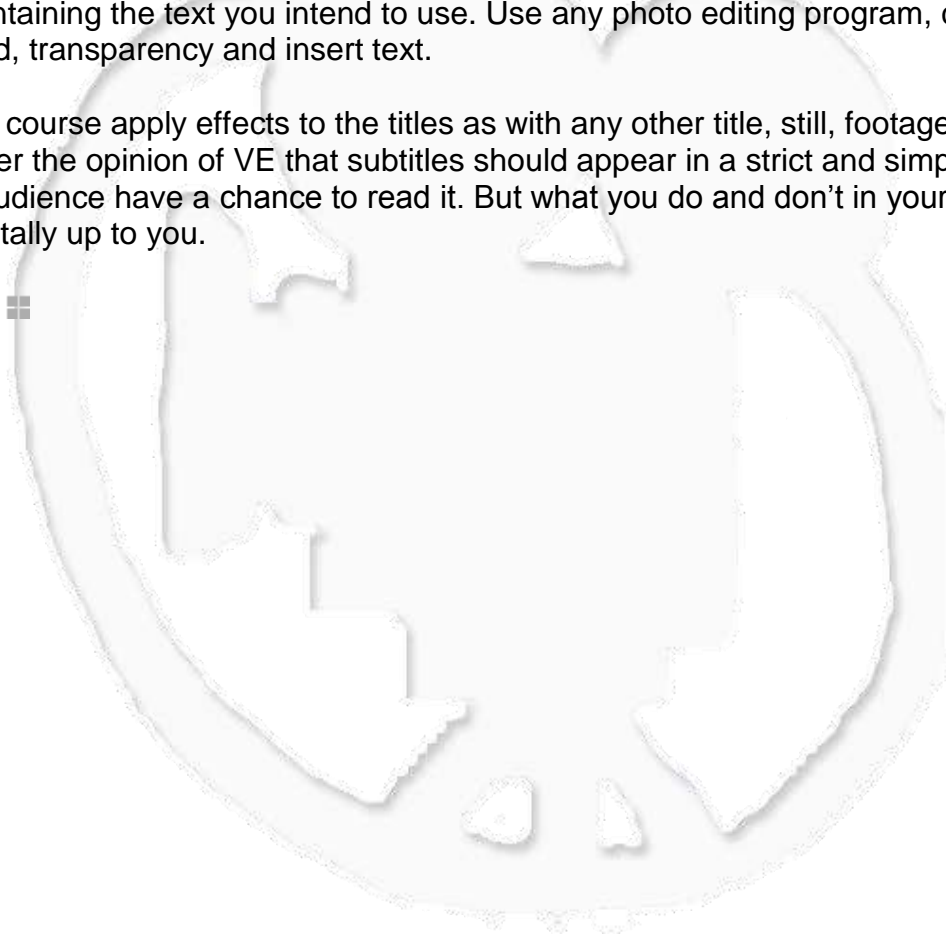 ntaining the text you intend to use. Use any photo editing program, c
d, transparency and insert text.
course apply effects to the titles as with any other title, still, footage
er the opinion of VE that subtitles should appear in a strict and simp
udience have a chance to read it. But what you do and don’t in your
tally up to you.